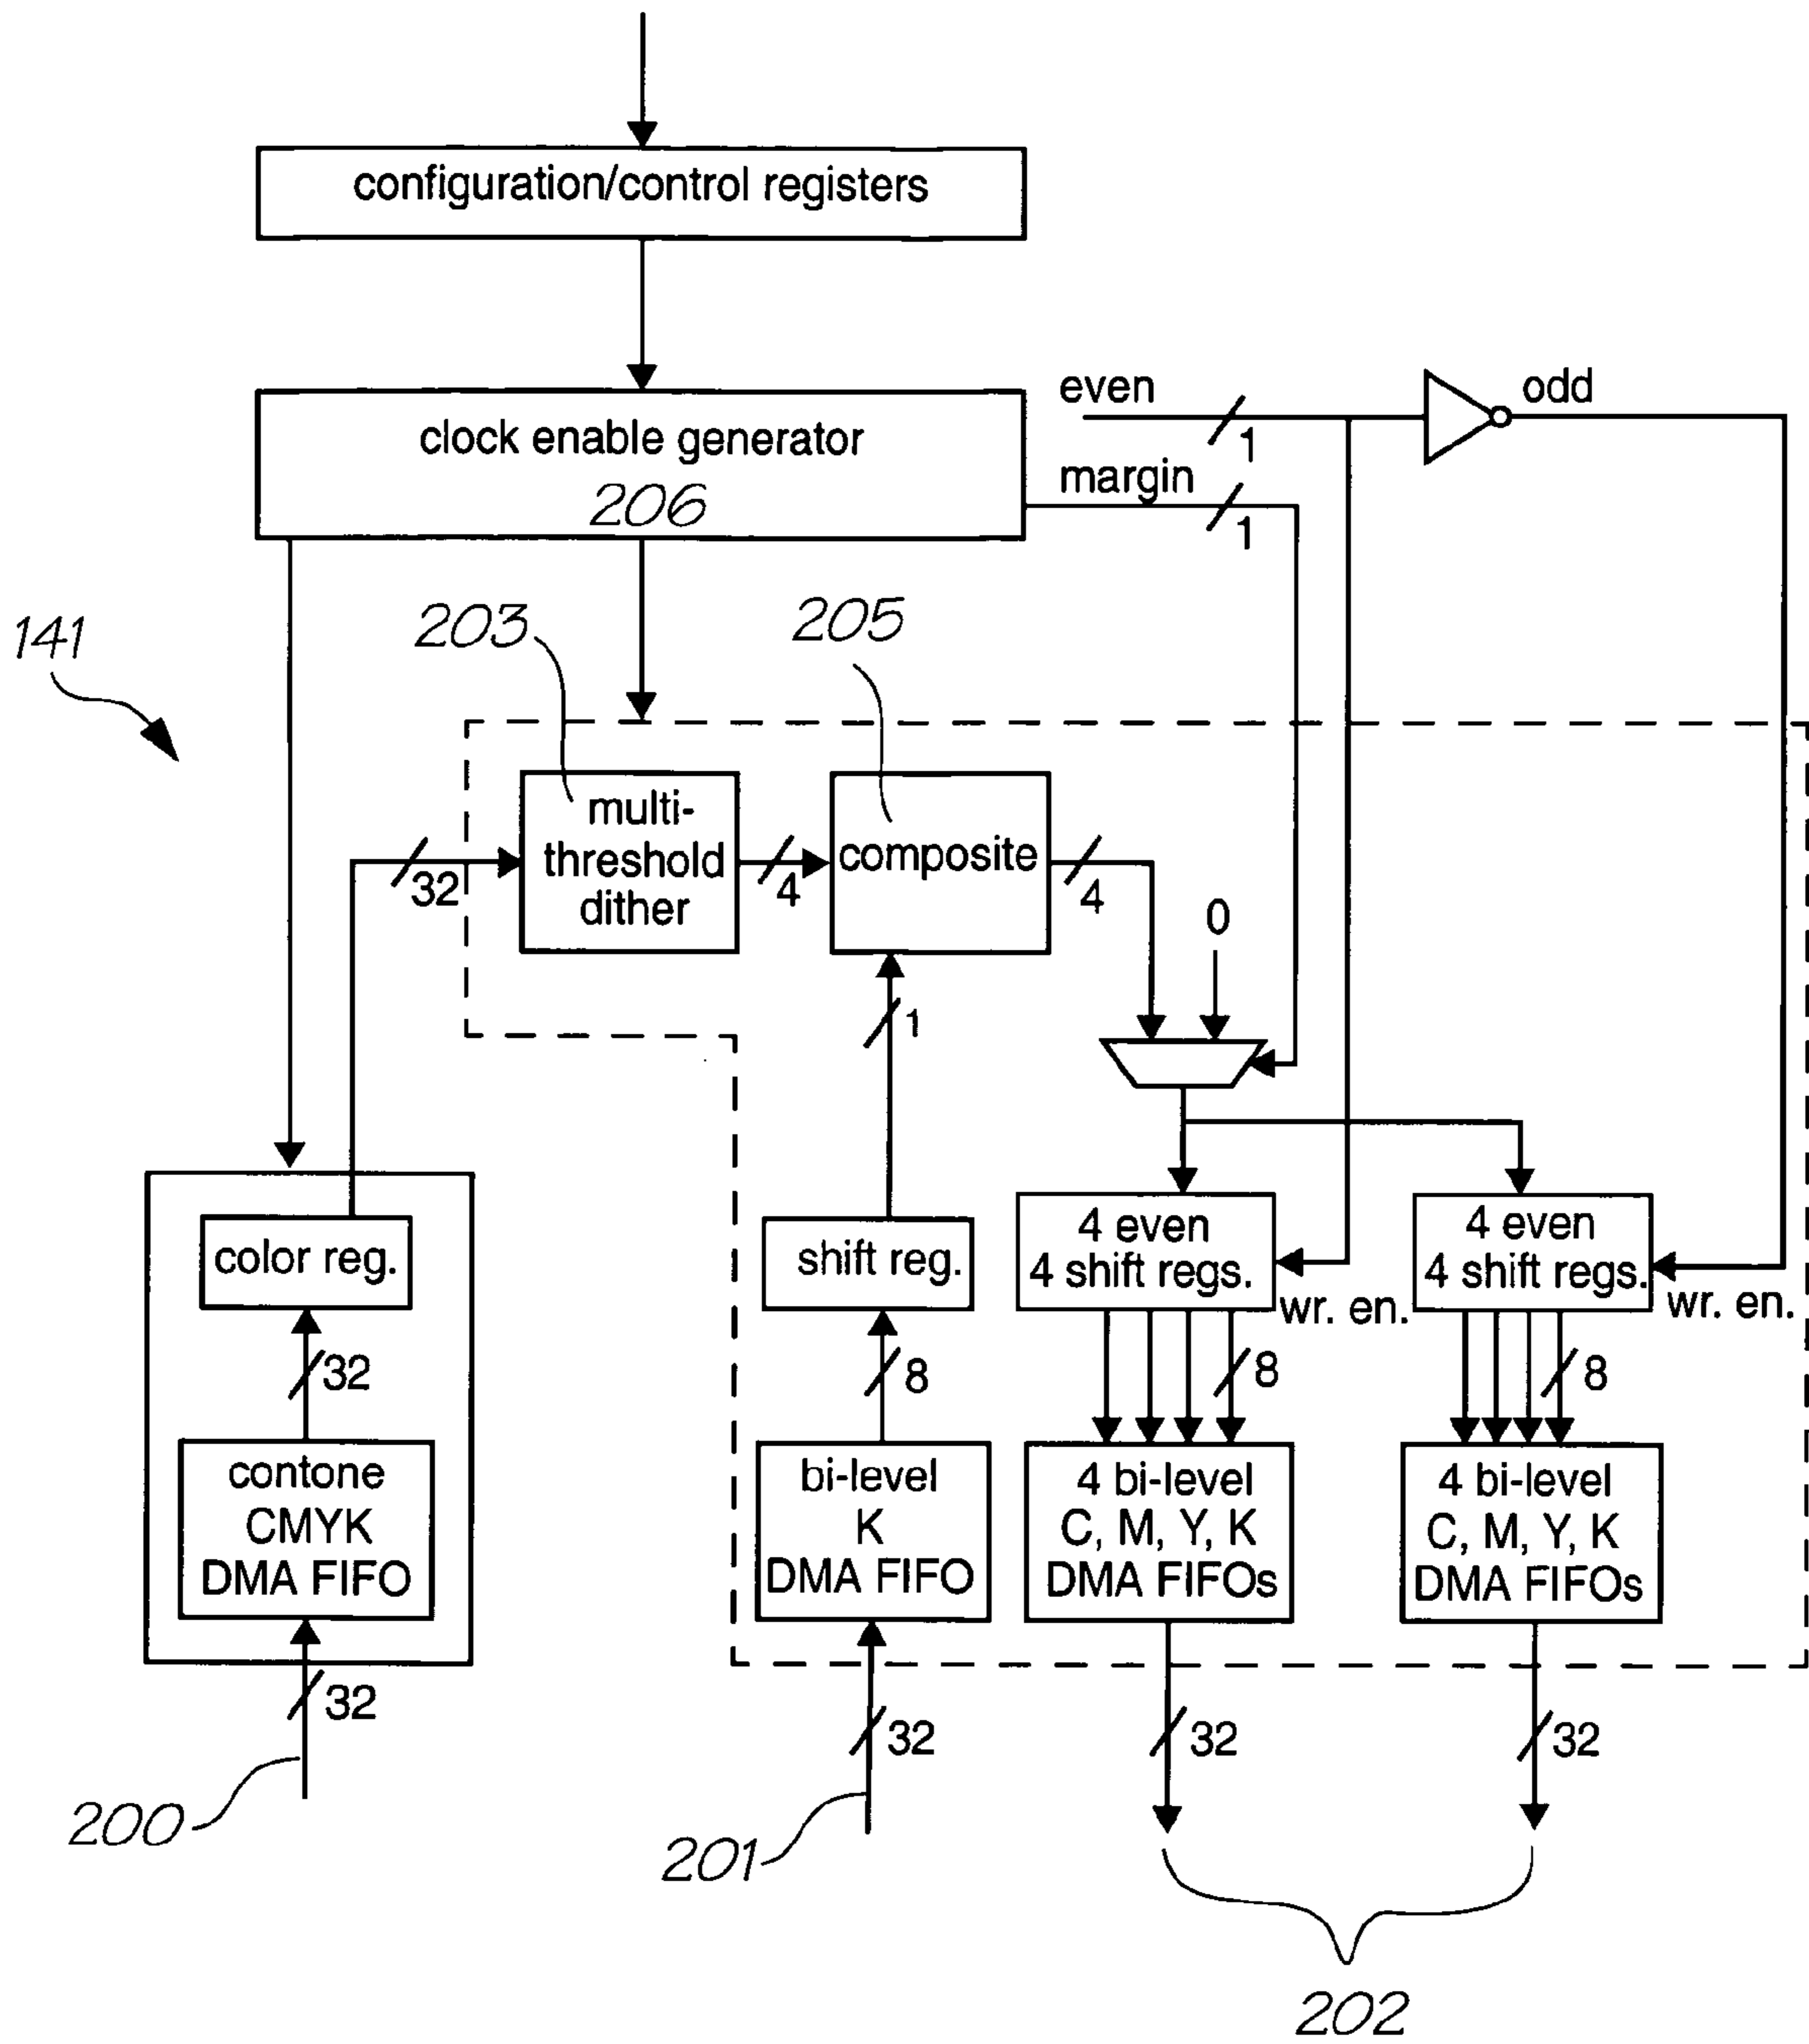 configuration/control registers
clock enable generator
206
even
1
odd
margin
1
141
203
205
multi-
threshold
dither
composite
32
4
4
0
1
color reg.
shift reg.
4 even
4 shift regs.
wr. en.
4 even
4 shift regs.
wr. en.
32
8
8
8
contone
CMYK
DMA FIFO
bi-level
K
DMA FIFO
4 bi-level
C, M, Y, K
DMA FIFOs
4 bi-level
C, M, Y, K
DMA FIFOs
32
32
32
32
200
201
202